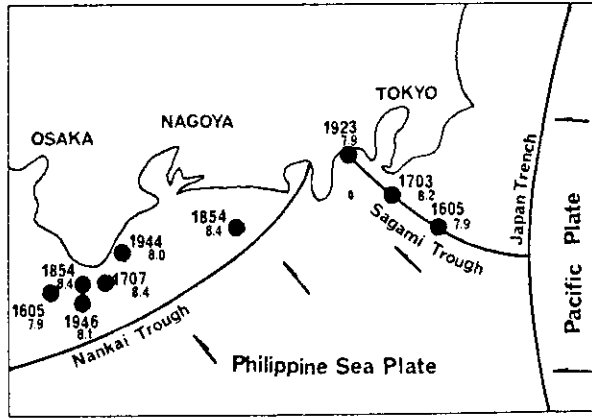 TOKYO
NAGOYA
OSAKA
1923
7.9
1703
8.2
1605
7.9
Sagami Trough
Japan Trench
Pacific Plate
1854
8.4
1944
8.0
1854
8.4
1707
8.4
1605
7.9
1946
8.1
Nankai Trough
Philippine Sea Plate